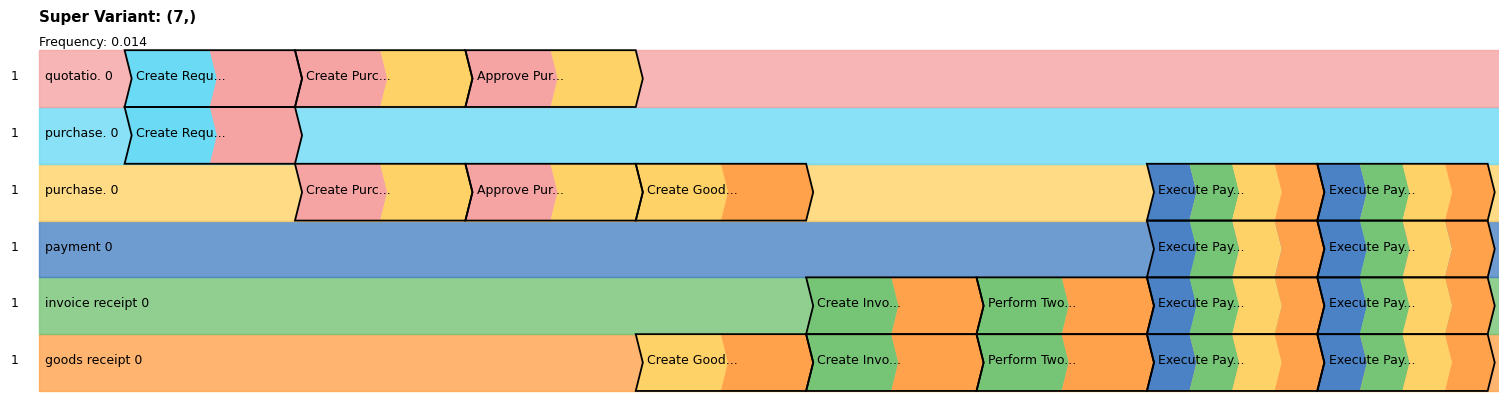 Super Variant: (7,)
Frequency: 0.014
1 quotatio. 0 Create Requ... Create Purc... Approve Pur...
1 purchase. 0 Create Requ...
1 purchase. 0 Create Purc... Approve Pur... Create Good... Execute Pay... Execute Pay...
1 payment 0 Execute Pay... Execute Pay...
1 invoice receipt 0 Create Invo... Perform Two... Execute Pay... Execute Pay...
1 goods receipt 0 Create Good... Create Invo... Perform Two... Execute Pay... Execute Pay...